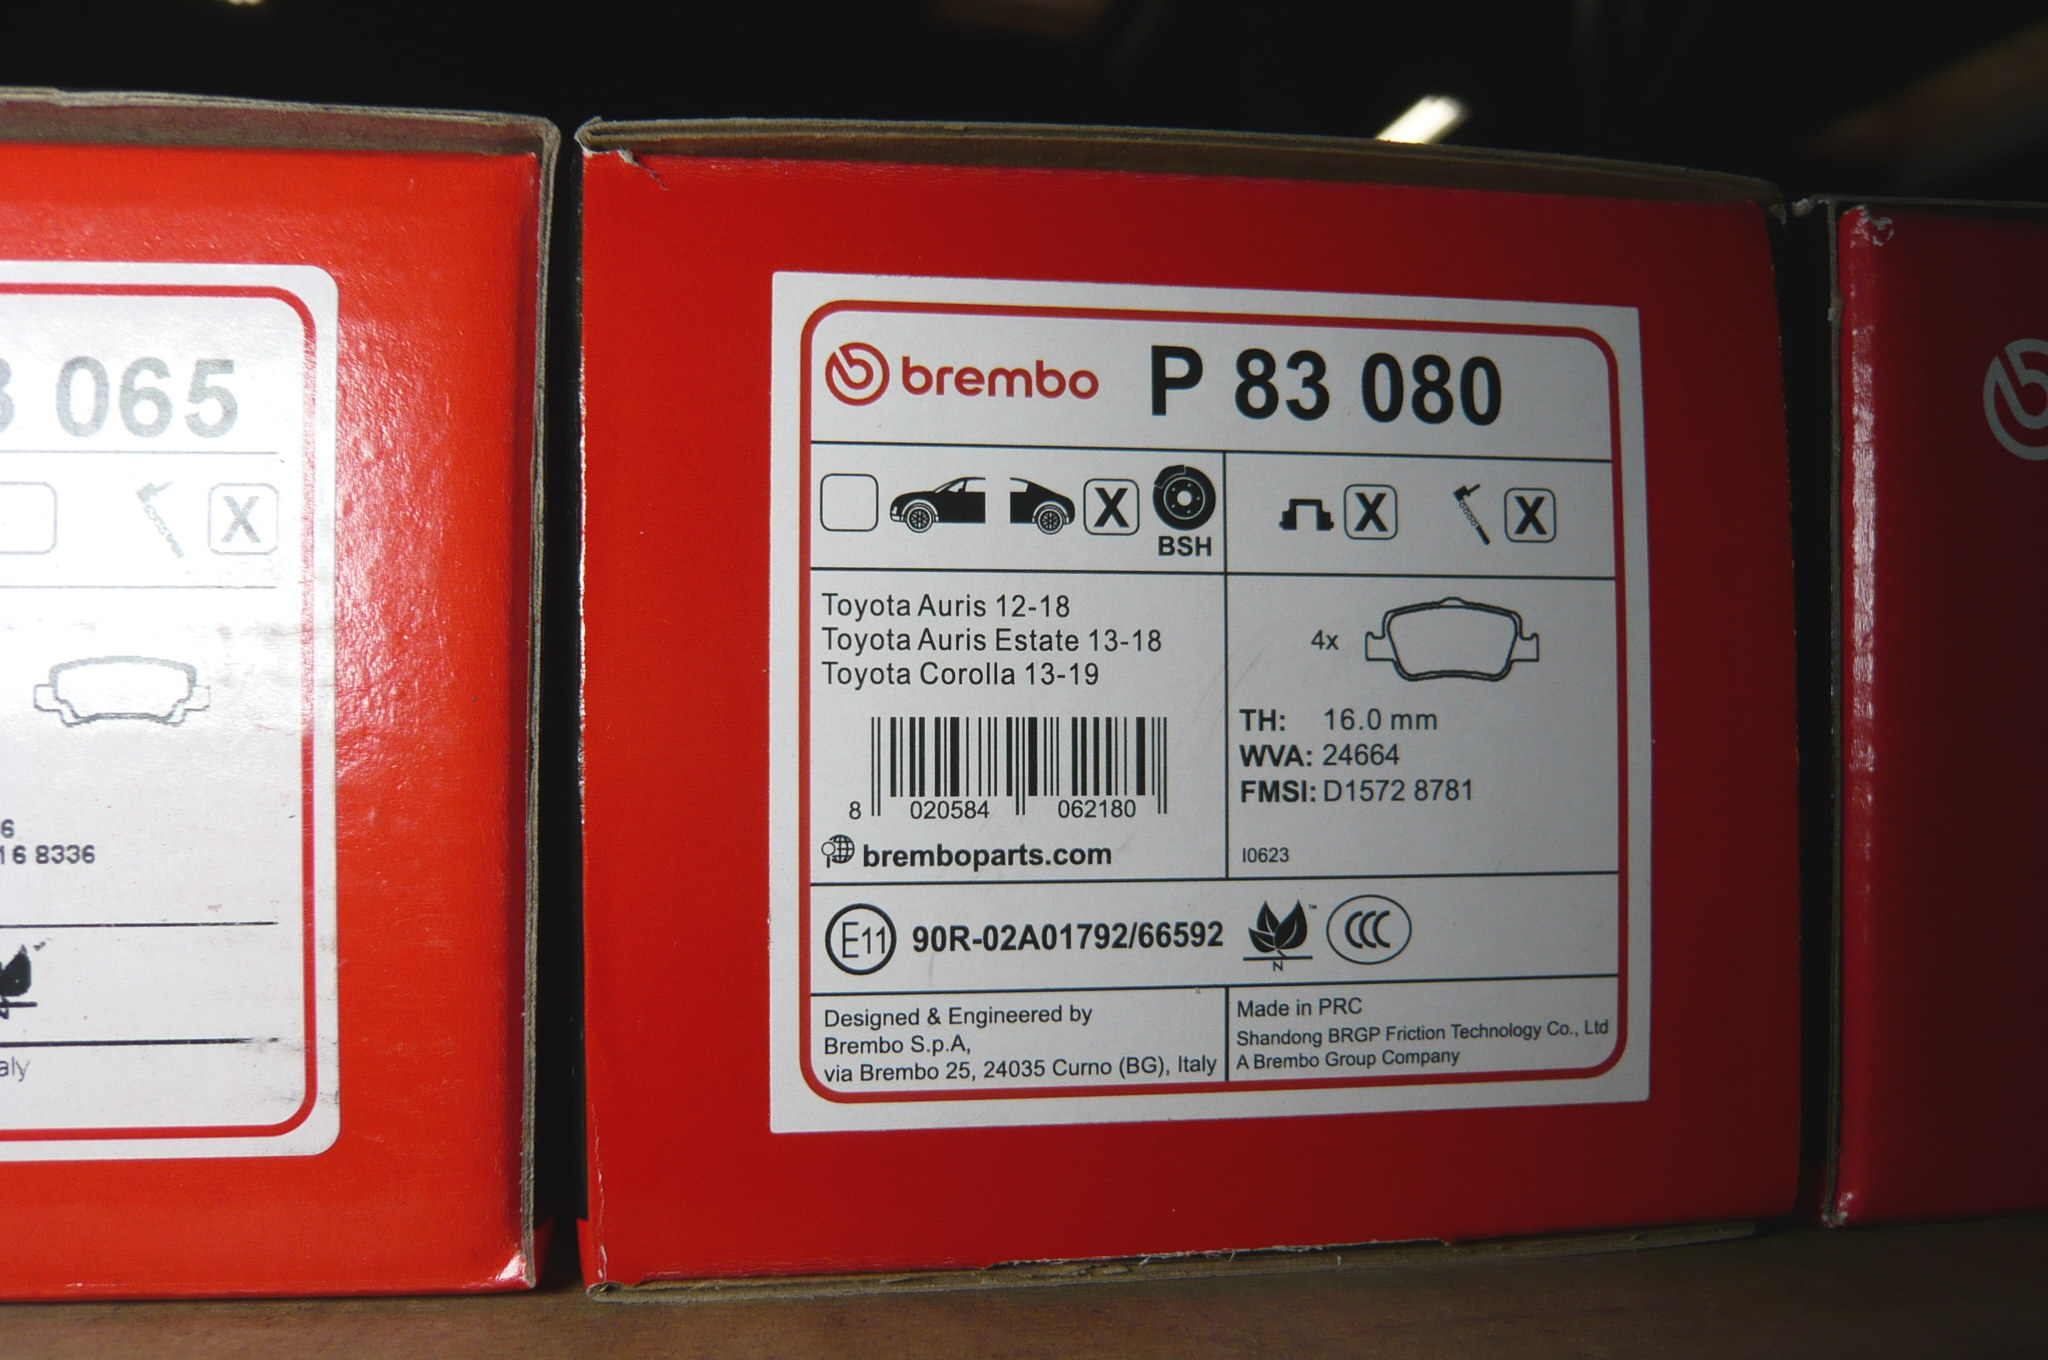 065
X
6
16 8336
N
aly
brembo P 83 080
X
BSH
X
X
Toyota Auris 12-18
Toyota Auris Estate 13-18
Toyota Corolla 13-19
8 020584 062180
bremboparts.com
4x
TH: 16.0 mm
WVA: 24664
FMSI: D1572 8781
I0623
E11 90R-02A01792/66592
™
N
CCC
Designed & Engineered by
Brembo S.p.A,
via Brembo 25, 24035 Curno (BG), Italy
Made in PRC
Shandong BRGP Friction Technology Co., Ltd
A Brembo Group Company